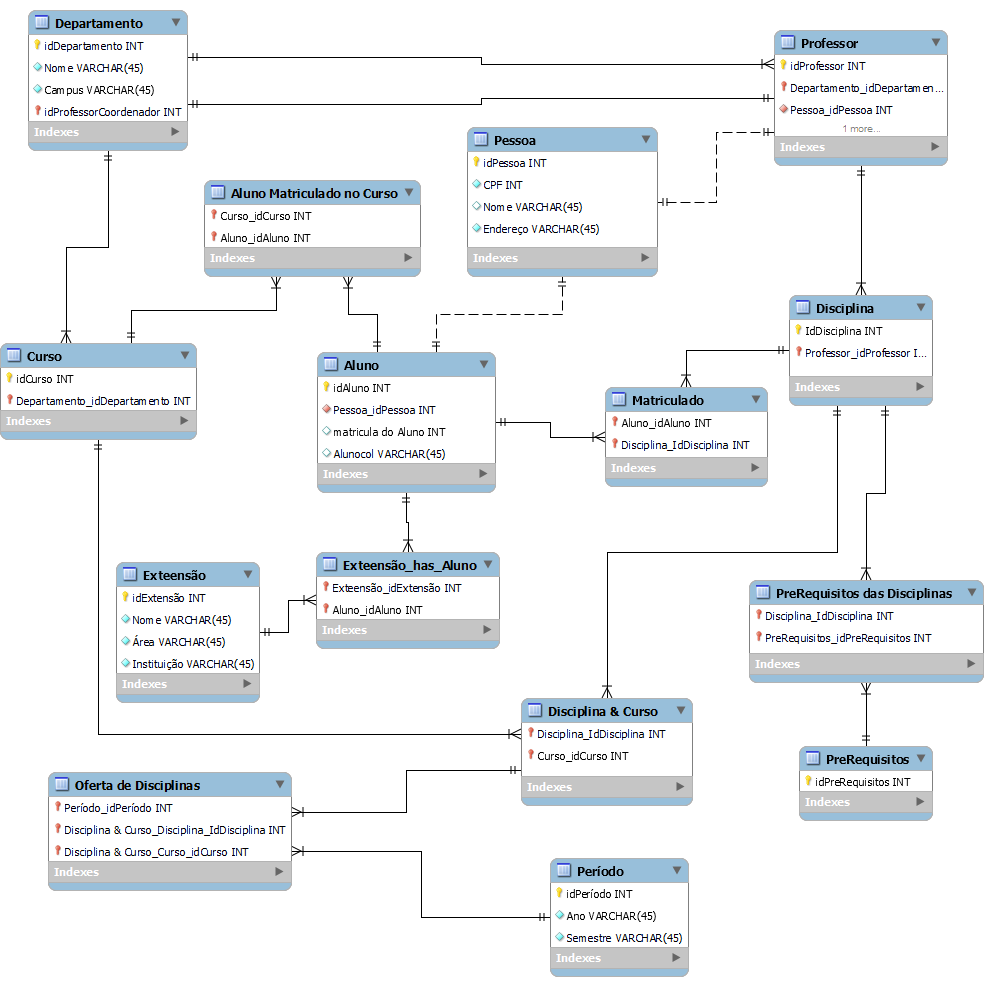 Departamento
idDepartamento INT
Nome VARCHAR(45)
Campus VARCHAR(45)
idProfessorCoordenador INT
Indexes
Professor
idProfessor INT
Departamento_idDepartamen...
Pessoa_idPessoa INT
1 more...
Indexes
Pessoa
idPessoa INT
CPF INT
Nome VARCHAR(45)
Endereço VARCHAR(45)
Indexes
Aluno Matriculado no Curso
Curso_idCurso INT
Aluno_idAluno INT
Indexes
Disciplina
IdDisciplina INT
Professor_idProfessor I...
Indexes
Curso
idCurso INT
Departamento_idDepartamento INT
Indexes
Aluno
idAluno INT
Pessoa_idPessoa INT
matricula do Aluno INT
Alunocol VARCHAR(45)
Indexes
Matriculado
Aluno_idAluno INT
Disciplina_IdDisciplina INT
Indexes
Exteensão
idExtensão INT
Nome VARCHAR(45)
Área VARCHAR(45)
Instituição VARCHAR(45)
Indexes
Exteensão_has_Aluno
Exteensão_idExtensão INT
Aluno_idAluno INT
Indexes
PreRequisitos das Disciplinas
Disciplina_IdDisciplina INT
PreRequisitos_idPreRequisitos INT
Indexes
Disciplina & Curso
Disciplina_IdDisciplina INT
Curso_idCurso INT
Indexes
PreRequisitos
idPreRequisitos INT
Indexes
Oferta de Disciplinas
Período_idPeríodo INT
Disciplina & Curso_Disciplina_IdDisciplina INT
Disciplina & Curso_Curso_idCurso INT
Indexes
Período
idPeríodo INT
Ano VARCHAR(45)
Semestre VARCHAR(45)
Indexes